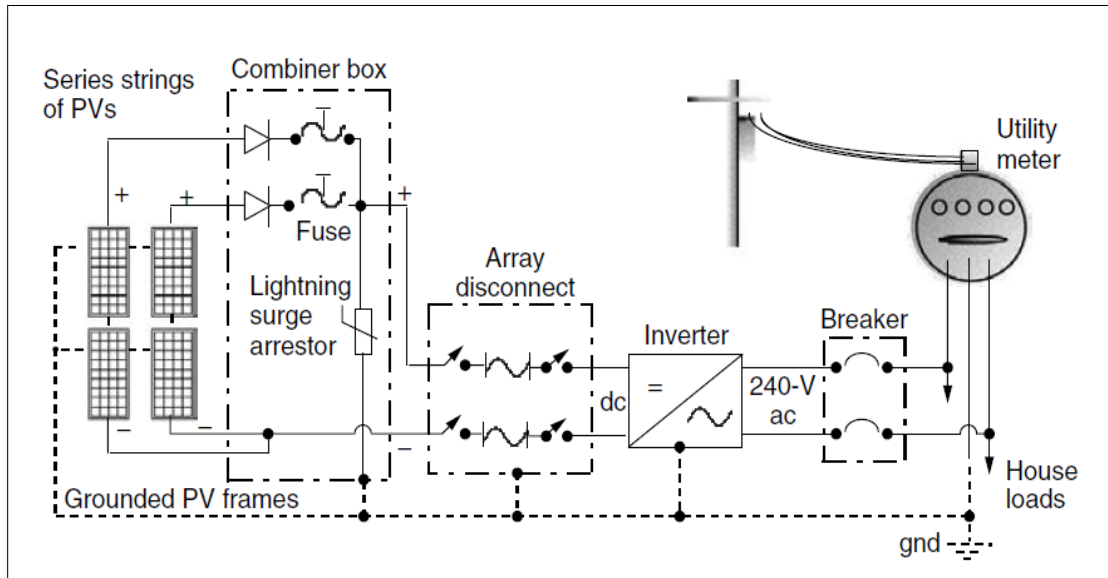 Series strings
of PVs
Combiner box
Utility
meter
+
+
+
Fuse
Lightning
surge
arrestor
Array
disconnect
Inverter
Breaker
dc
=
240-V
ac
–
–
–
Grounded PV frames
House
loads
gnd